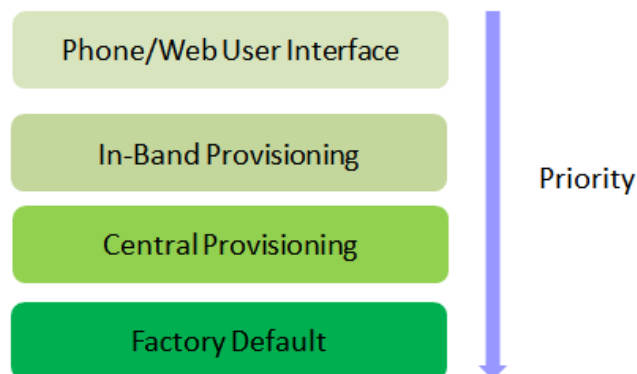 Phone/Web User Interface
In-Band Provisioning
Priority
Central Provisioning
Factory Default